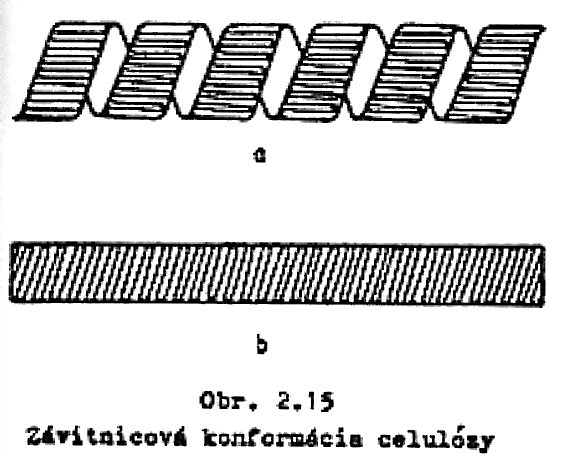 a
b
Obr. 2.15
Závitnicová konformácia celulózy